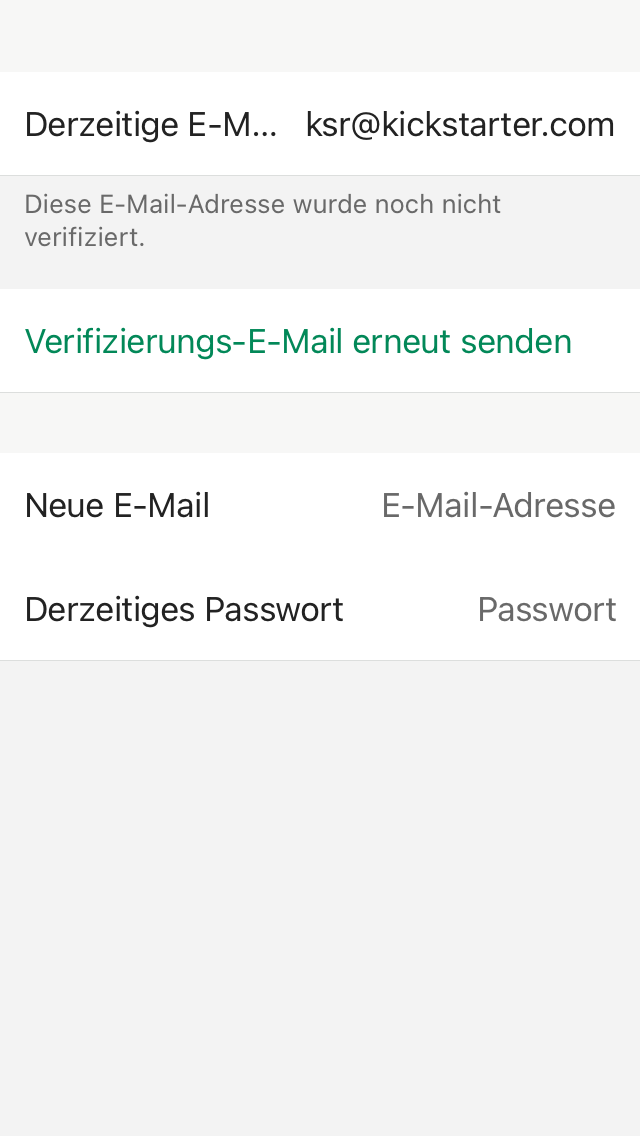 Derzeitige E-M... ksr@kickstarter.com
Diese E-Mail-Adresse wurde noch nicht
verifiziert.
Verifizierungs-E-Mail erneut senden
Neue E-Mail E-Mail-Adresse
Derzeitiges Passwort Passwort